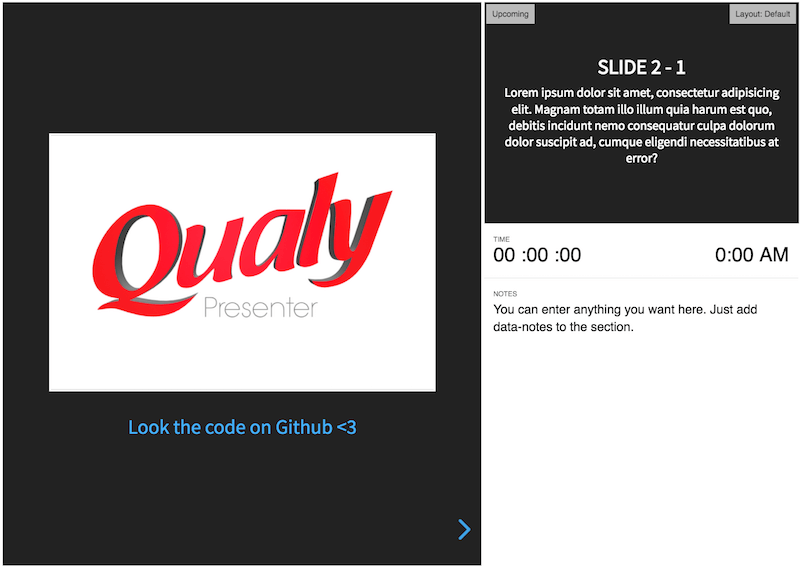 Qualy
Presenter
Look the code on Github <3
Upcoming
Layout: Default
SLIDE 2 - 1
Lorem ipsum dolor sit amet, consectetur adipisicing
elit. Magnam totam illo illum quia harum est quo,
debitis incidunt nemo consequatur culpa dolorum
dolor suscipit ad, cumque eligendi necessitatibus at
error?
TIME
00 :00 :00
0:00 AM
NOTES
You can enter anything you want here. Just add
data-notes to the section.